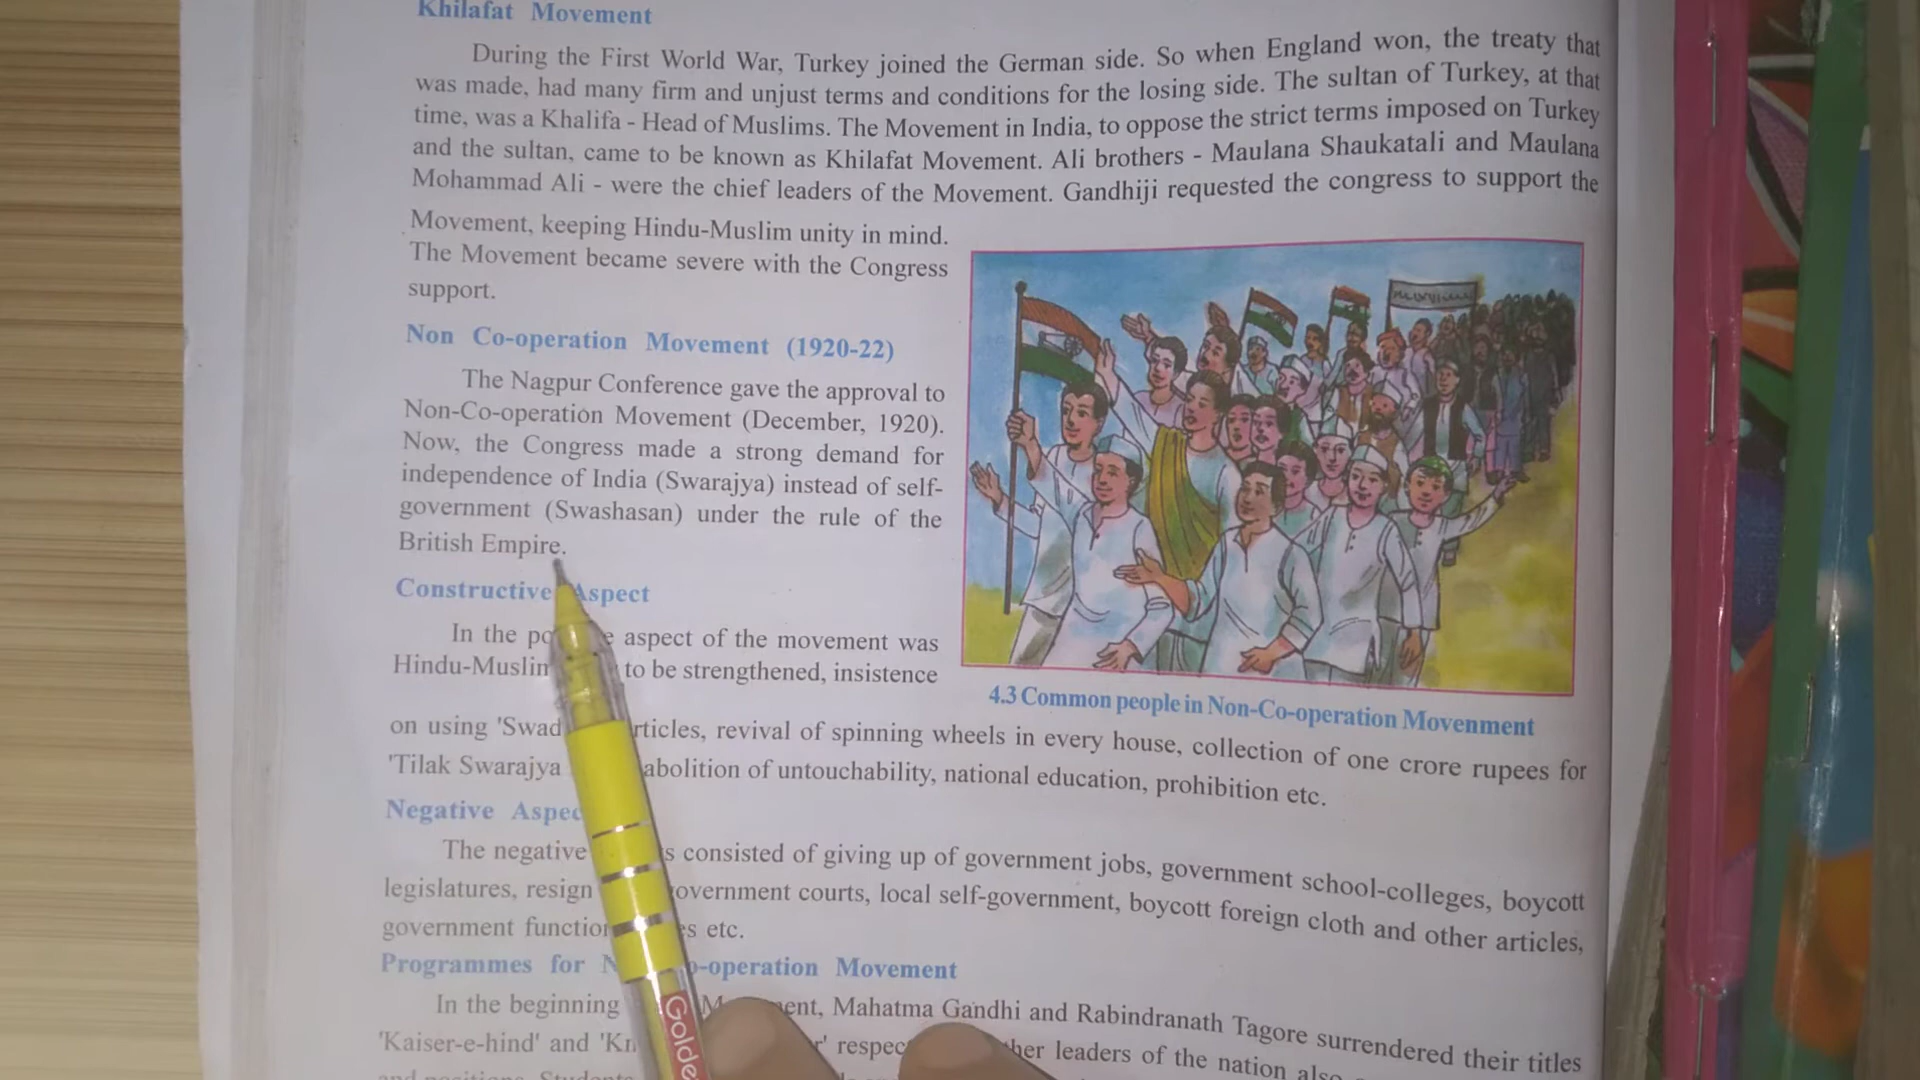 Khilafat Movement
During the First World War, Turkey joined the German side. So when England won, the treaty that
was made, had many firm and unjust terms and conditions for the losing side. The sultan of Turkey, at that
time, was a Khalifa - Head of Muslims. The Movement in India, to oppose the strict terms imposed on Turkey
and the sultan, came to be known as Khilafat Movement. Ali brothers - Maulana Shaukatali and Maulana
Mohammad Ali - were the chief leaders of the Movement. Gandhiji requested the congress to support the
Movement, keeping Hindu-Muslim unity in mind.
The Movement became severe with the Congress
support.
Non Co-operation Movement (1920-22)
The Nagpur Conference gave the approval to
Non-Co-operation Movement (December, 1920).
Now, the Congress made a strong demand for
independence of India (Swarajya) instead of self-
government (Swashasan) under the rule of the
British Empire.
Constructive Aspect
In the aspect of the movement was
Hindu-Muslim to be strengthened, insistence
4.3 Common people in Non-Co-operation Movenment
on using 'Swad rticles, revival of spinning wheels in every house, collection of one crore rupees for
'Tilak Swarajya abolition of untouchability, national education, prohibition etc.
Negative Aspec
The negative consisted of giving up of government jobs, government school-colleges, boycott
legislatures, resign overnment courts, local self-government, boycott foreign cloth and other articles,
government function etc.
Programmes for N o-operation Movement
In the beginning M ent, Mahatma Gandhi and Rabindranath Tagore surrendered their titles
'Kaiser-e-hind' and 'Kn respec her leaders of the nation also
Students
Golde